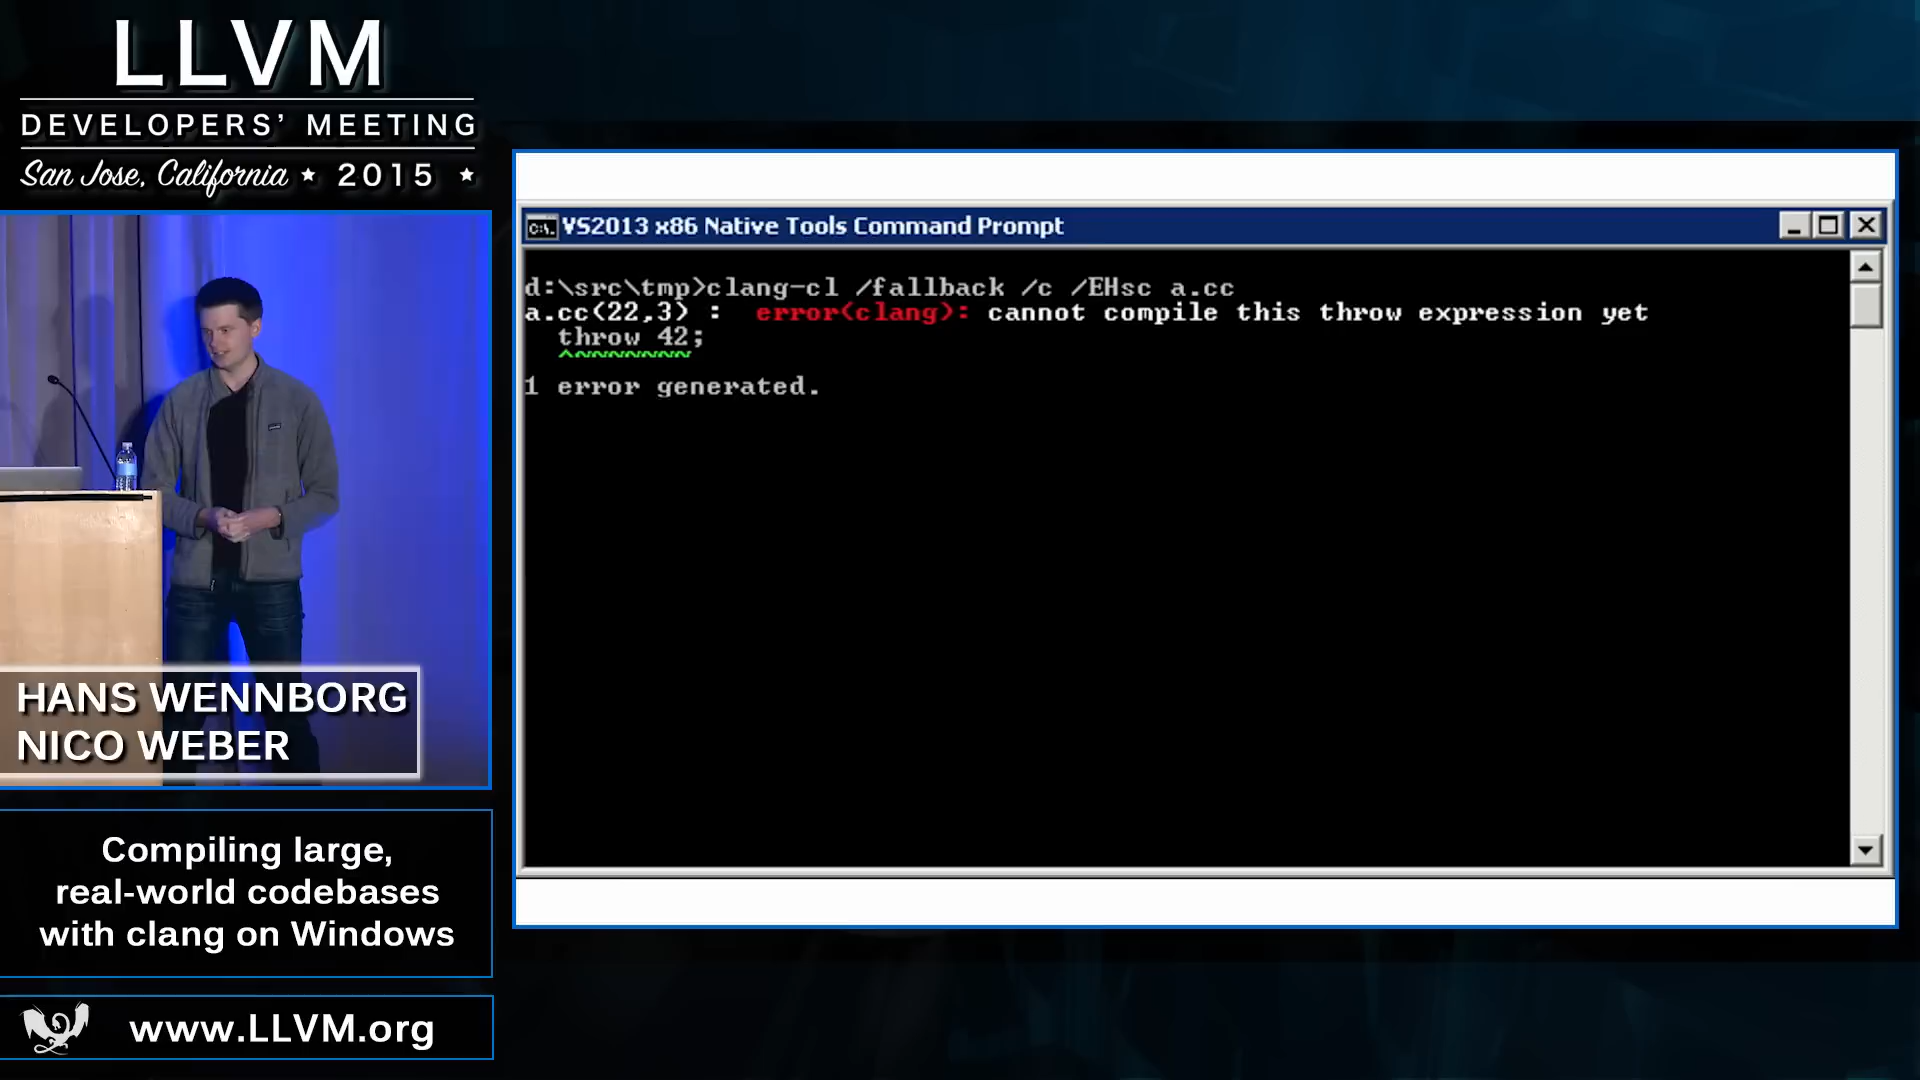 LLVM
DEVELOPERS' MEETING
San Jose, California ★ 2015 ★
VS2013 x86 Native Tools Command Prompt
d:\src\tmp>clang-cl /fallback /c /EHsc a.cc
a.cc(22,3) :  error(clang): cannot compile this throw expression yet
  throw 42;
  ^~~~~~~~
1 error generated.
HANS WENNBORG
NICO WEBER
Compiling large,
real-world codebases
with clang on Windows
www.LLVM.org